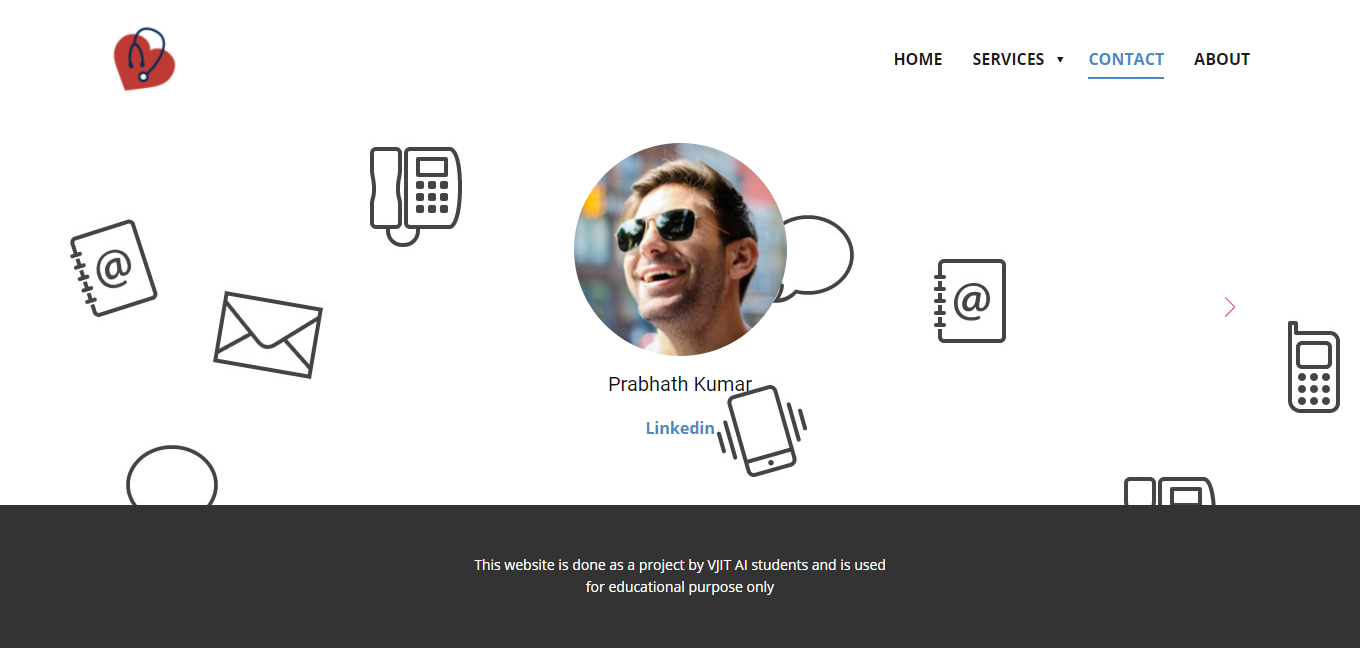 HOME SERVICES ▾ CONTACT ABOUT
@
@
Prabhath Kumar
Linkedin
This website is done as a project by VJIT AI students and is used
for educational purpose only